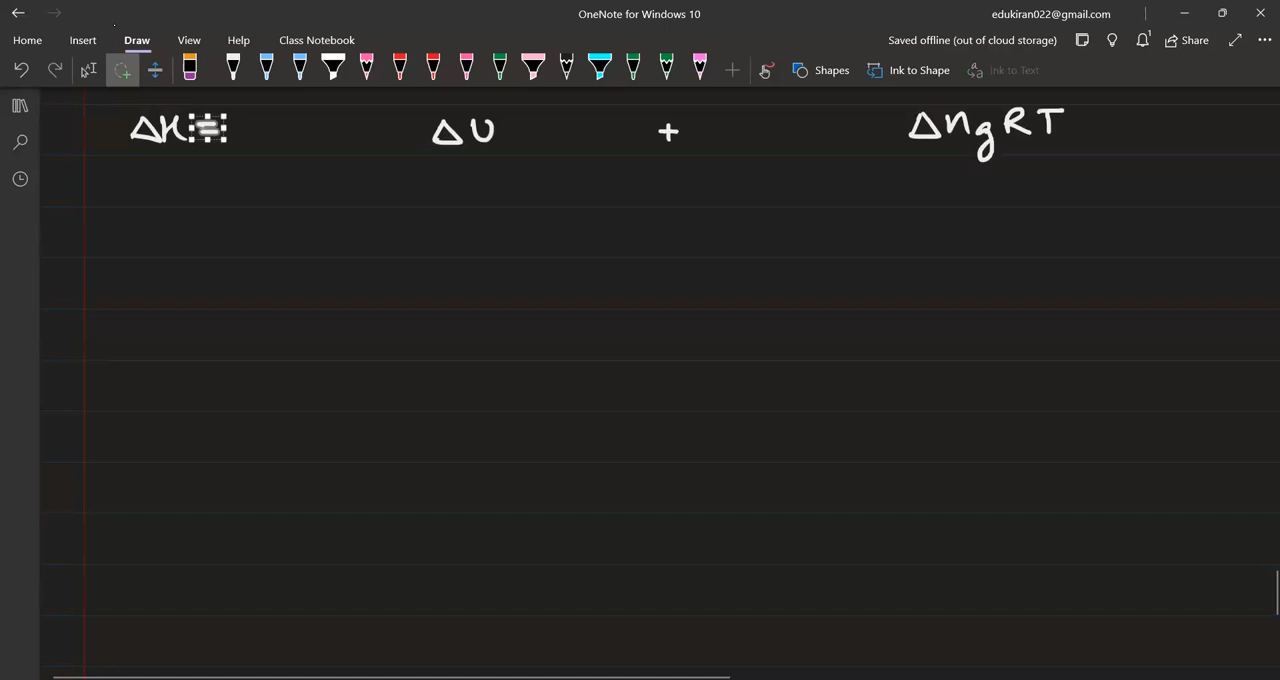 OneNote for Windows 10
edukiran022@gmail.com
Home Insert Draw View Help Class Notebook
Saved offline (out of cloud storage)
1
Share
Shapes Ink to Shape Ink to Text
ΔH= ΔU + ΔngRT